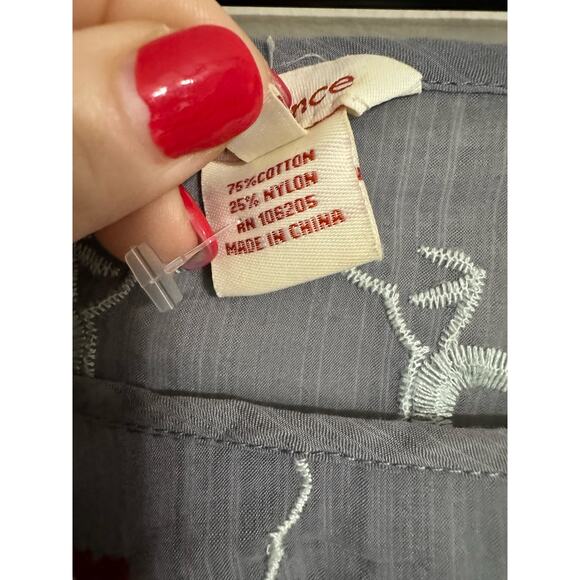 nce
75% COTTON
25% NYLON
RN 106205
MADE IN CHINA